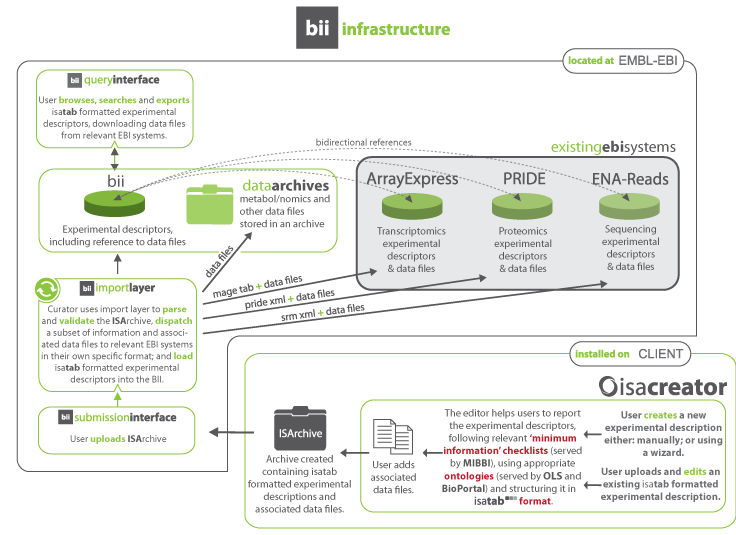 bii infrastructure
located at EMBL-EBI
bii queryinterface
User browses, searches and exports
isatab formatted experimental
descriptors, downloading data files
from relevant EBI systems.
bidirectional references
existingebisystems
bii
Experimental descriptors,
including reference to data files
dataarchives
metabol/nomics and
other data files
stored in an archive
ArrayExpress
Transcriptomics
experimental
descriptors
& data files
PRIDE
Proteomics
experimental
descriptors
& data files
ENA-Reads
Sequencing
experimental
descriptors
& data files
data files
mage tab + data files
pride xml + data files
srm xml + data files
bii importlayer
Curator uses import layer to parse
and validate the ISArchive, dispatch
a subset of information and associ-
ated data files to relevant EBI systems
in their own specific format; and load
isatab formatted experimental
descriptors into the BII.
bii submissioninterface
User uploads ISArchive
installed on CLIENT
isacreator
ISArchive
Archive created
containing isatab
formatted experimental
descriptions and
associated data files.
User adds
associated
data files.
The editor helps users to report
the experimental descriptors,
following relevant 'minimum
information' checklists (served
by MIBBI), using appropriate
ontologies (served by OLS and
BioPortal) and structuring it in
isatab format.
User creates a new
experimental description
either: manually; or using
a wizard.
User uploads and edits an
existing isatab formatted
experimental description.